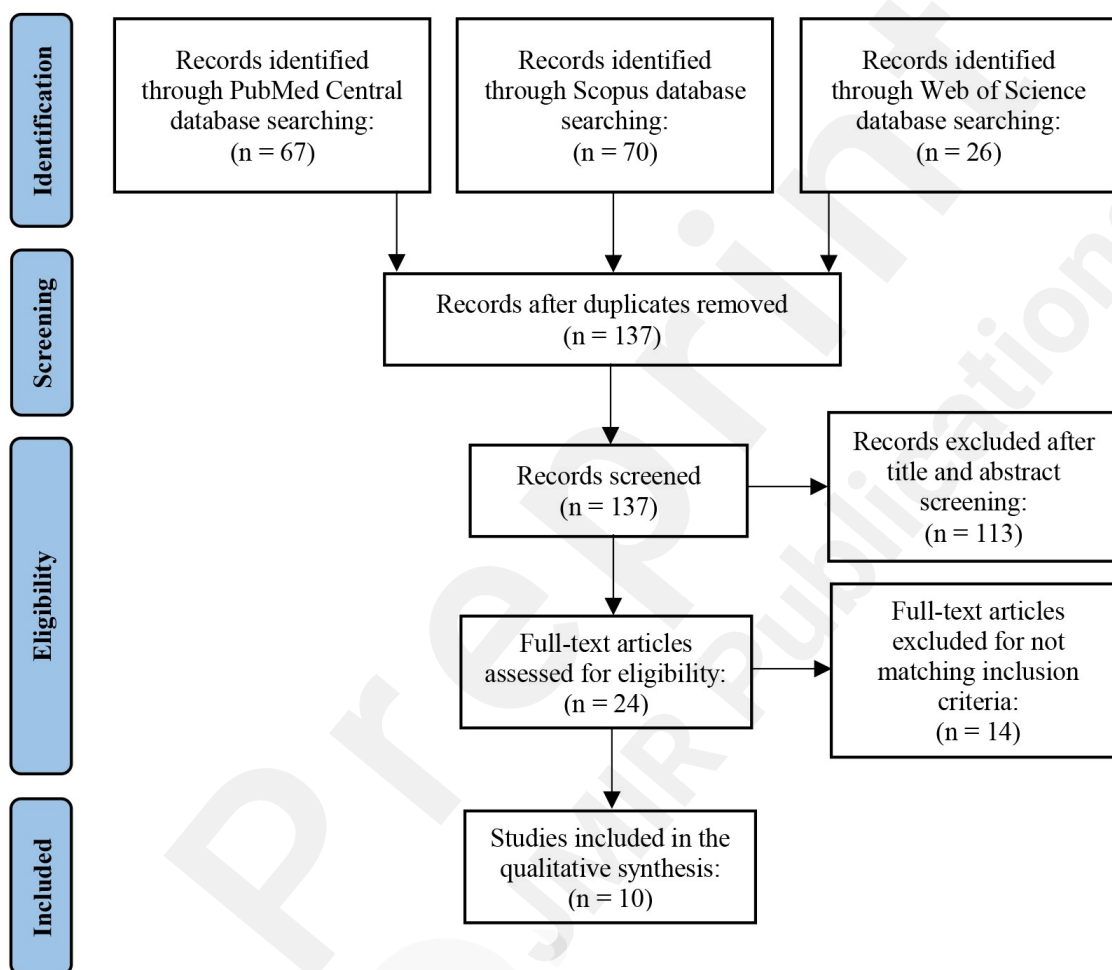 Identification
Records identified
through PubMed Central
database searching:
(n = 67)
Records identified
through Scopus database
searching:
(n = 70)
Records identified
through Web of Science
database searching:
(n = 26)
Screening
Records after duplicates removed
(n = 137)
Eligibility
Records screened
(n = 137)
Records excluded after
title and abstract
screening:
(n = 113)
Full-text articles
assessed for eligibility:
(n = 24)
Full-text articles
excluded for not
matching inclusion
criteria:
(n = 14)
Included
Studies included in the
qualitative synthesis:
(n = 10)
Preprint
JMIR Publications